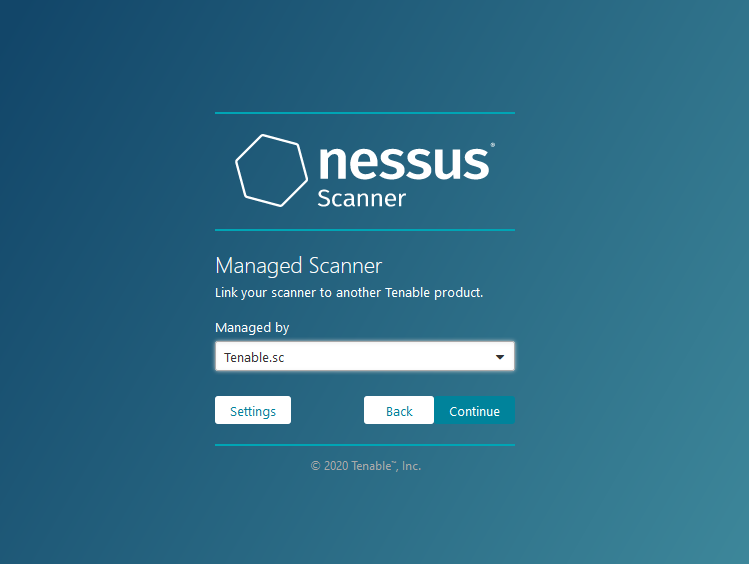 nessus®
Scanner
Managed Scanner
Link your scanner to another Tenable product.
Managed by
Tenable.sc
Settings
Back
Continue
© 2020 Tenable™, Inc.